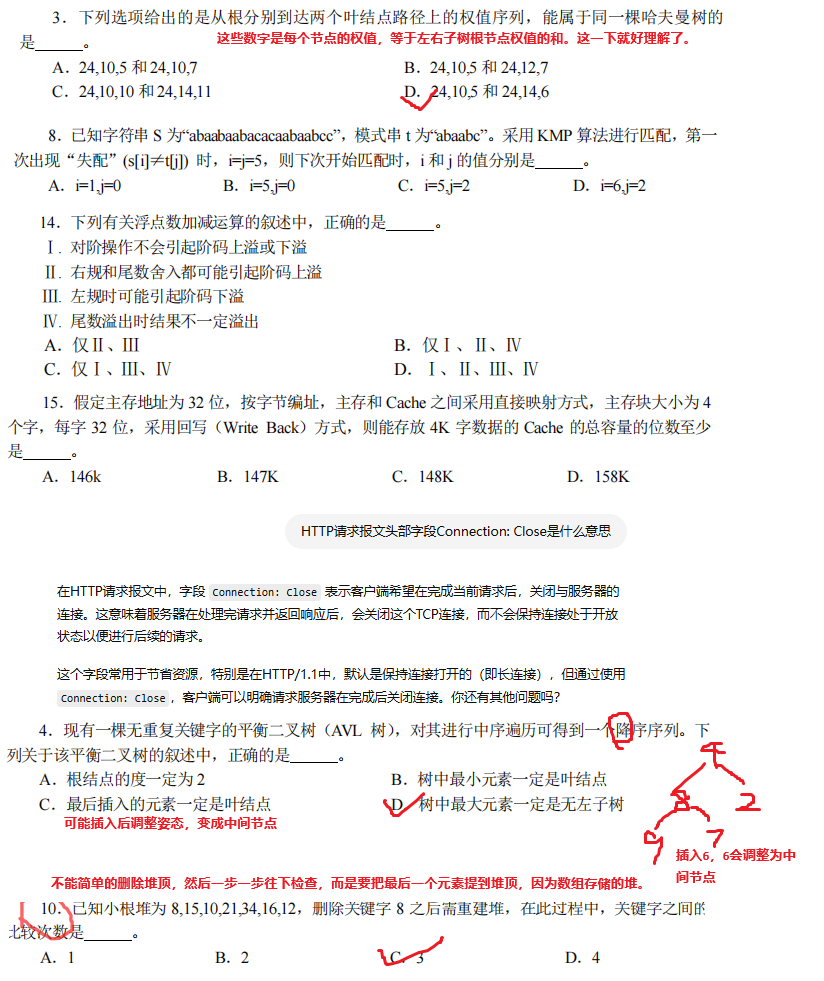 3．下列选项给出的是从根分别到达两个叶结点路径上的权值序列，能属于同一棵哈夫曼树的
是______。
这些数字是每个节点的权值，等于左右子树根节点权值的和。这一下就好理解了。
A．24,10,5 和 24,10,7
B．24,10,5 和 24,12,7
C．24,10,10 和 24,14,11
D．24,10,5 和 24,14,6
8．已知字符串 S 为“abaabaabacacaabaabcc”，模式串 t 为“abaabc”。采用 KMP 算法进行匹配，第一
次出现“失配”(s[i]≠t[j]) 时，i=j=5，则下次开始匹配时，i 和 j 的值分别是______。
A．i=1,j=0
B．i=5,j=0
C．i=5,j=2
D．i=6,j=2
14．下列有关浮点数加减运算的叙述中，正确的是______。
Ⅰ. 对阶操作不会引起阶码上溢或下溢
Ⅱ. 右规和尾数舍入都可能引起阶码上溢
Ⅲ. 左规时可能引起阶码下溢
Ⅳ. 尾数溢出时结果不一定溢出
A．仅Ⅱ、Ⅲ
B．仅Ⅰ、Ⅱ、Ⅳ
C．仅Ⅰ、Ⅲ、Ⅳ
D．Ⅰ、Ⅱ、Ⅲ、Ⅳ
15．假定主存地址为 32 位，按字节编址，主存和 Cache 之间采用直接映射方式，主存块大小为 4
个字，每字 32 位，采用回写（Write Back）方式，则能存放 4K 字数据的 Cache 的总容量的位数至少
是______。
A．146k
B．147K
C．148K
D．158K
HTTP请求报文头部字段Connection: Close是什么意思
在HTTP请求报文中，字段 Connection: Close 表示客户端希望在完成当前请求后，关闭与服务器的
连接。这意味着服务器在处理完请求并返回响应后，会关闭这个TCP连接，而不会保持连接处于开放
状态以便进行后续的请求。
这个字段常用于节省资源，特别是在HTTP/1.1中，默认是保持连接打开的（即长连接），但通过使用
Connection: Close ，客户端可以明确请求服务器在完成后关闭连接。你还有其他问题吗？
4．现有一棵无重复关键字的平衡二叉树（AVL 树），对其进行中序遍历可得到一个降序序列。下
列关于该平衡二叉树的叙述中，正确的是______。
A．根结点的度一定为 2
B．树中最小元素一定是叶结点
C．最后插入的元素一定是叶结点
D．树中最大元素一定是无左子树
可能插入后调整姿态，变成中间节点
8
2
9
7
插入6，6会调整为中
间节点
不能简单的删除堆顶，然后一步一步往下检查，而是要把最后一个元素提到堆顶，因为数组存储的堆。
10．已知小根堆为 8,15,10,21,34,16,12，删除关键字 8 之后需重建堆，在此过程中，关键字之间的
比较次数是______。
A．1
B．2
C．3
D．4